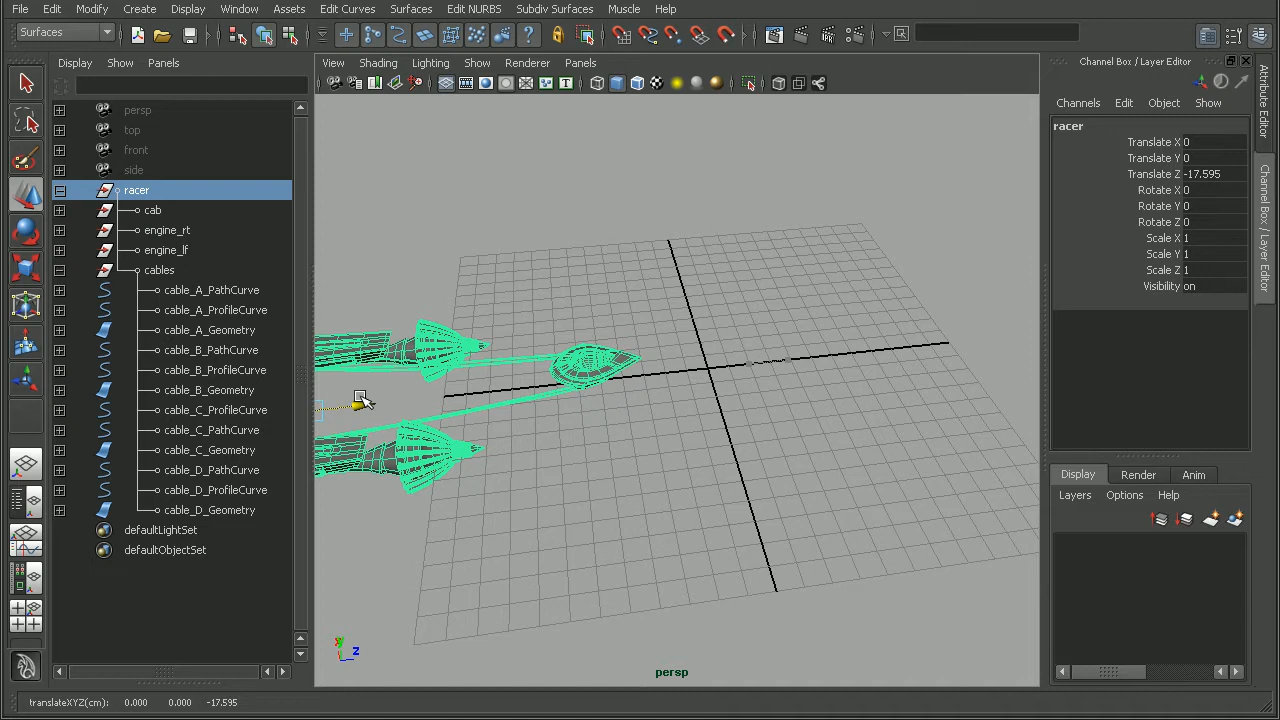 File Edit Modify Create Display Window Assets Edit Curves Surfaces Edit NURBS Subdiv Surfaces Muscle Help
Surfaces
Display Show Panels
View Shading Lighting Show Renderer Panels
Channel Box / Layer Editor
Channels Edit Object Show
Attribute Editor
Channel Box / Layer Editor
persp
top
front
side
racer
cab
engine_rt
engine_lf
cables
cable_A_PathCurve
cable_A_ProfileCurve
cable_A_Geometry
cable_B_PathCurve
cable_B_ProfileCurve
cable_B_Geometry
cable_C_ProfileCurve
cable_C_PathCurve
cable_C_Geometry
cable_D_PathCurve
cable_D_ProfileCurve
cable_D_Geometry
defaultLightSet
defaultObjectSet
racer
Translate X 0
Translate Y 0
Translate Z -17.595
Rotate X 0
Rotate Y 0
Rotate Z 0
Scale X 1
Scale Y 1
Scale Z 1
Visibility on
Display Render Anim
Layers Options Help
Y
Z
persp
translateXYZ(cm): 0.000 0.000 -17.595